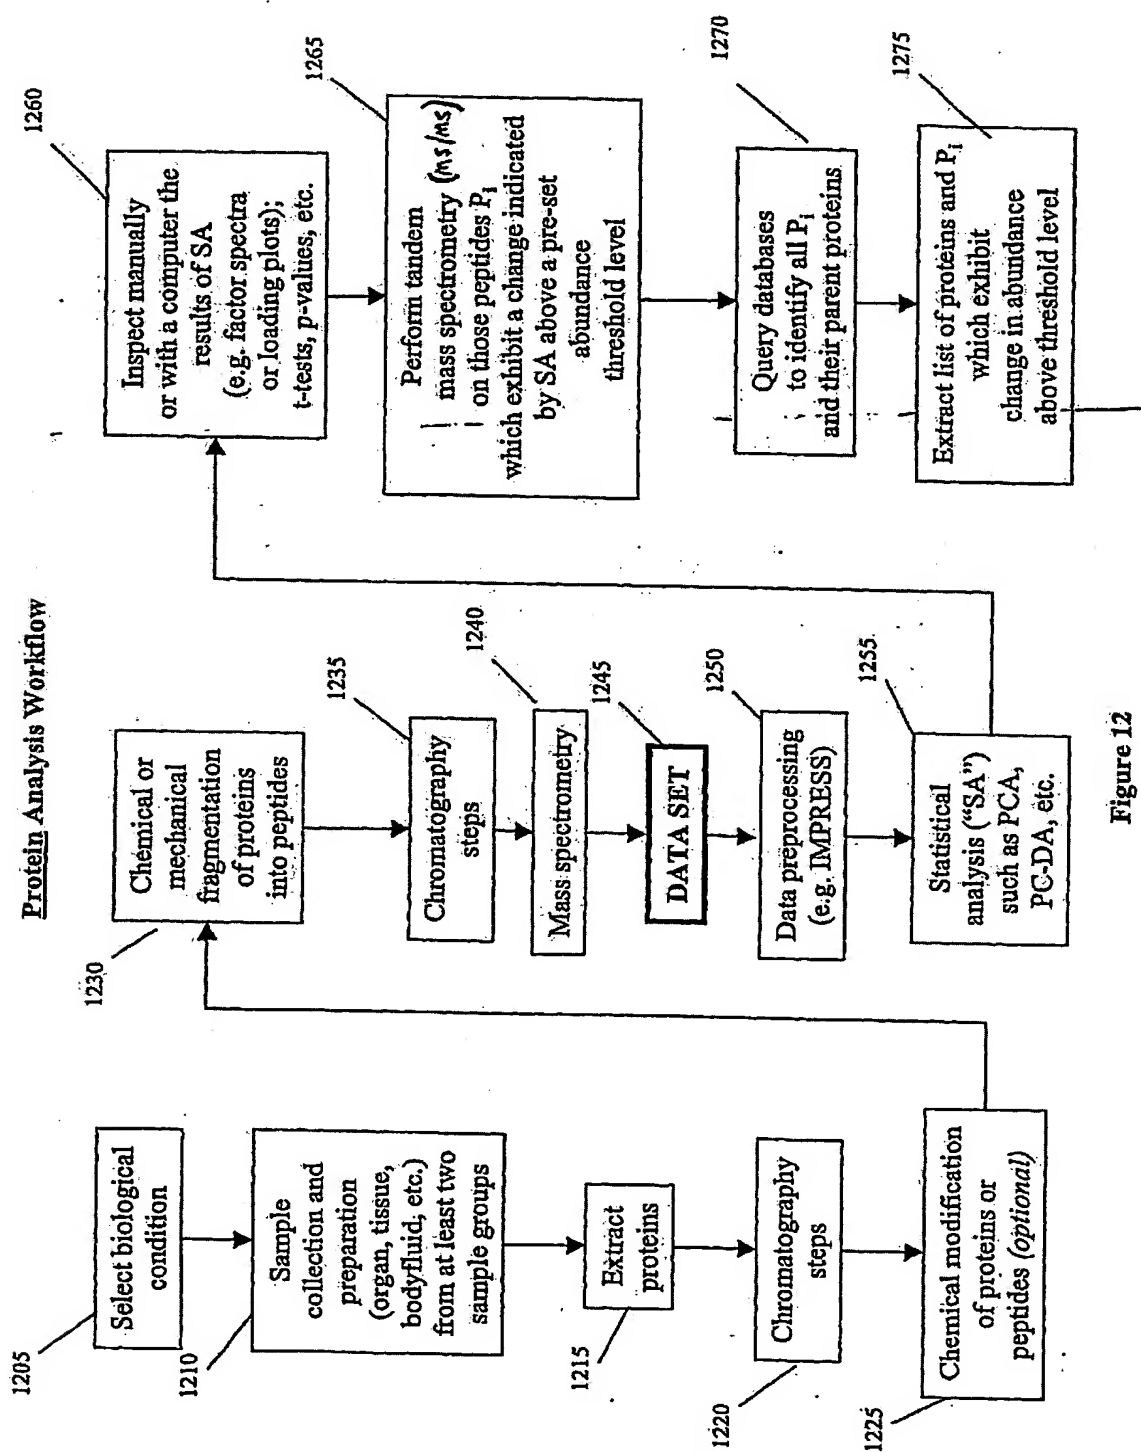 Protein Analysis Workflow
1205
Select biological
condition
1210
Sample
collection and
preparation
(organ, tissue,
bodyfluid, etc.)
from at least two
sample groups
1215
Extract
proteins
1220
Chromatography
steps
1225
Chemical modification
of proteins or
peptides (optional)
1230
Chemical or
mechanical
fragmentation
of proteins
into peptides
1235
Chromatography
steps
1240
Mass spectrometry
1245
DATA SET
1250
Data preprocessing
(e.g. IMPRESS)
1255
Statistical
analysis ("SA")
such as PCA,
PC-DA, etc.
1260
Inspect manually
or with a computer the
results of SA
(e.g. factor spectra
or loading plots);
t-tests, p-values, etc.
1265
Perform tandem
mass spectrometry (ms/ms)
on those peptides Pi
which exhibit a change indicated
by SA above a pre-set
abundance
threshold level
1270
Query databases
to identify all Pi
and their parent proteins
1275
Extract list of proteins and Pi
which exhibit
change in abundance
above threshold level
Figure 12